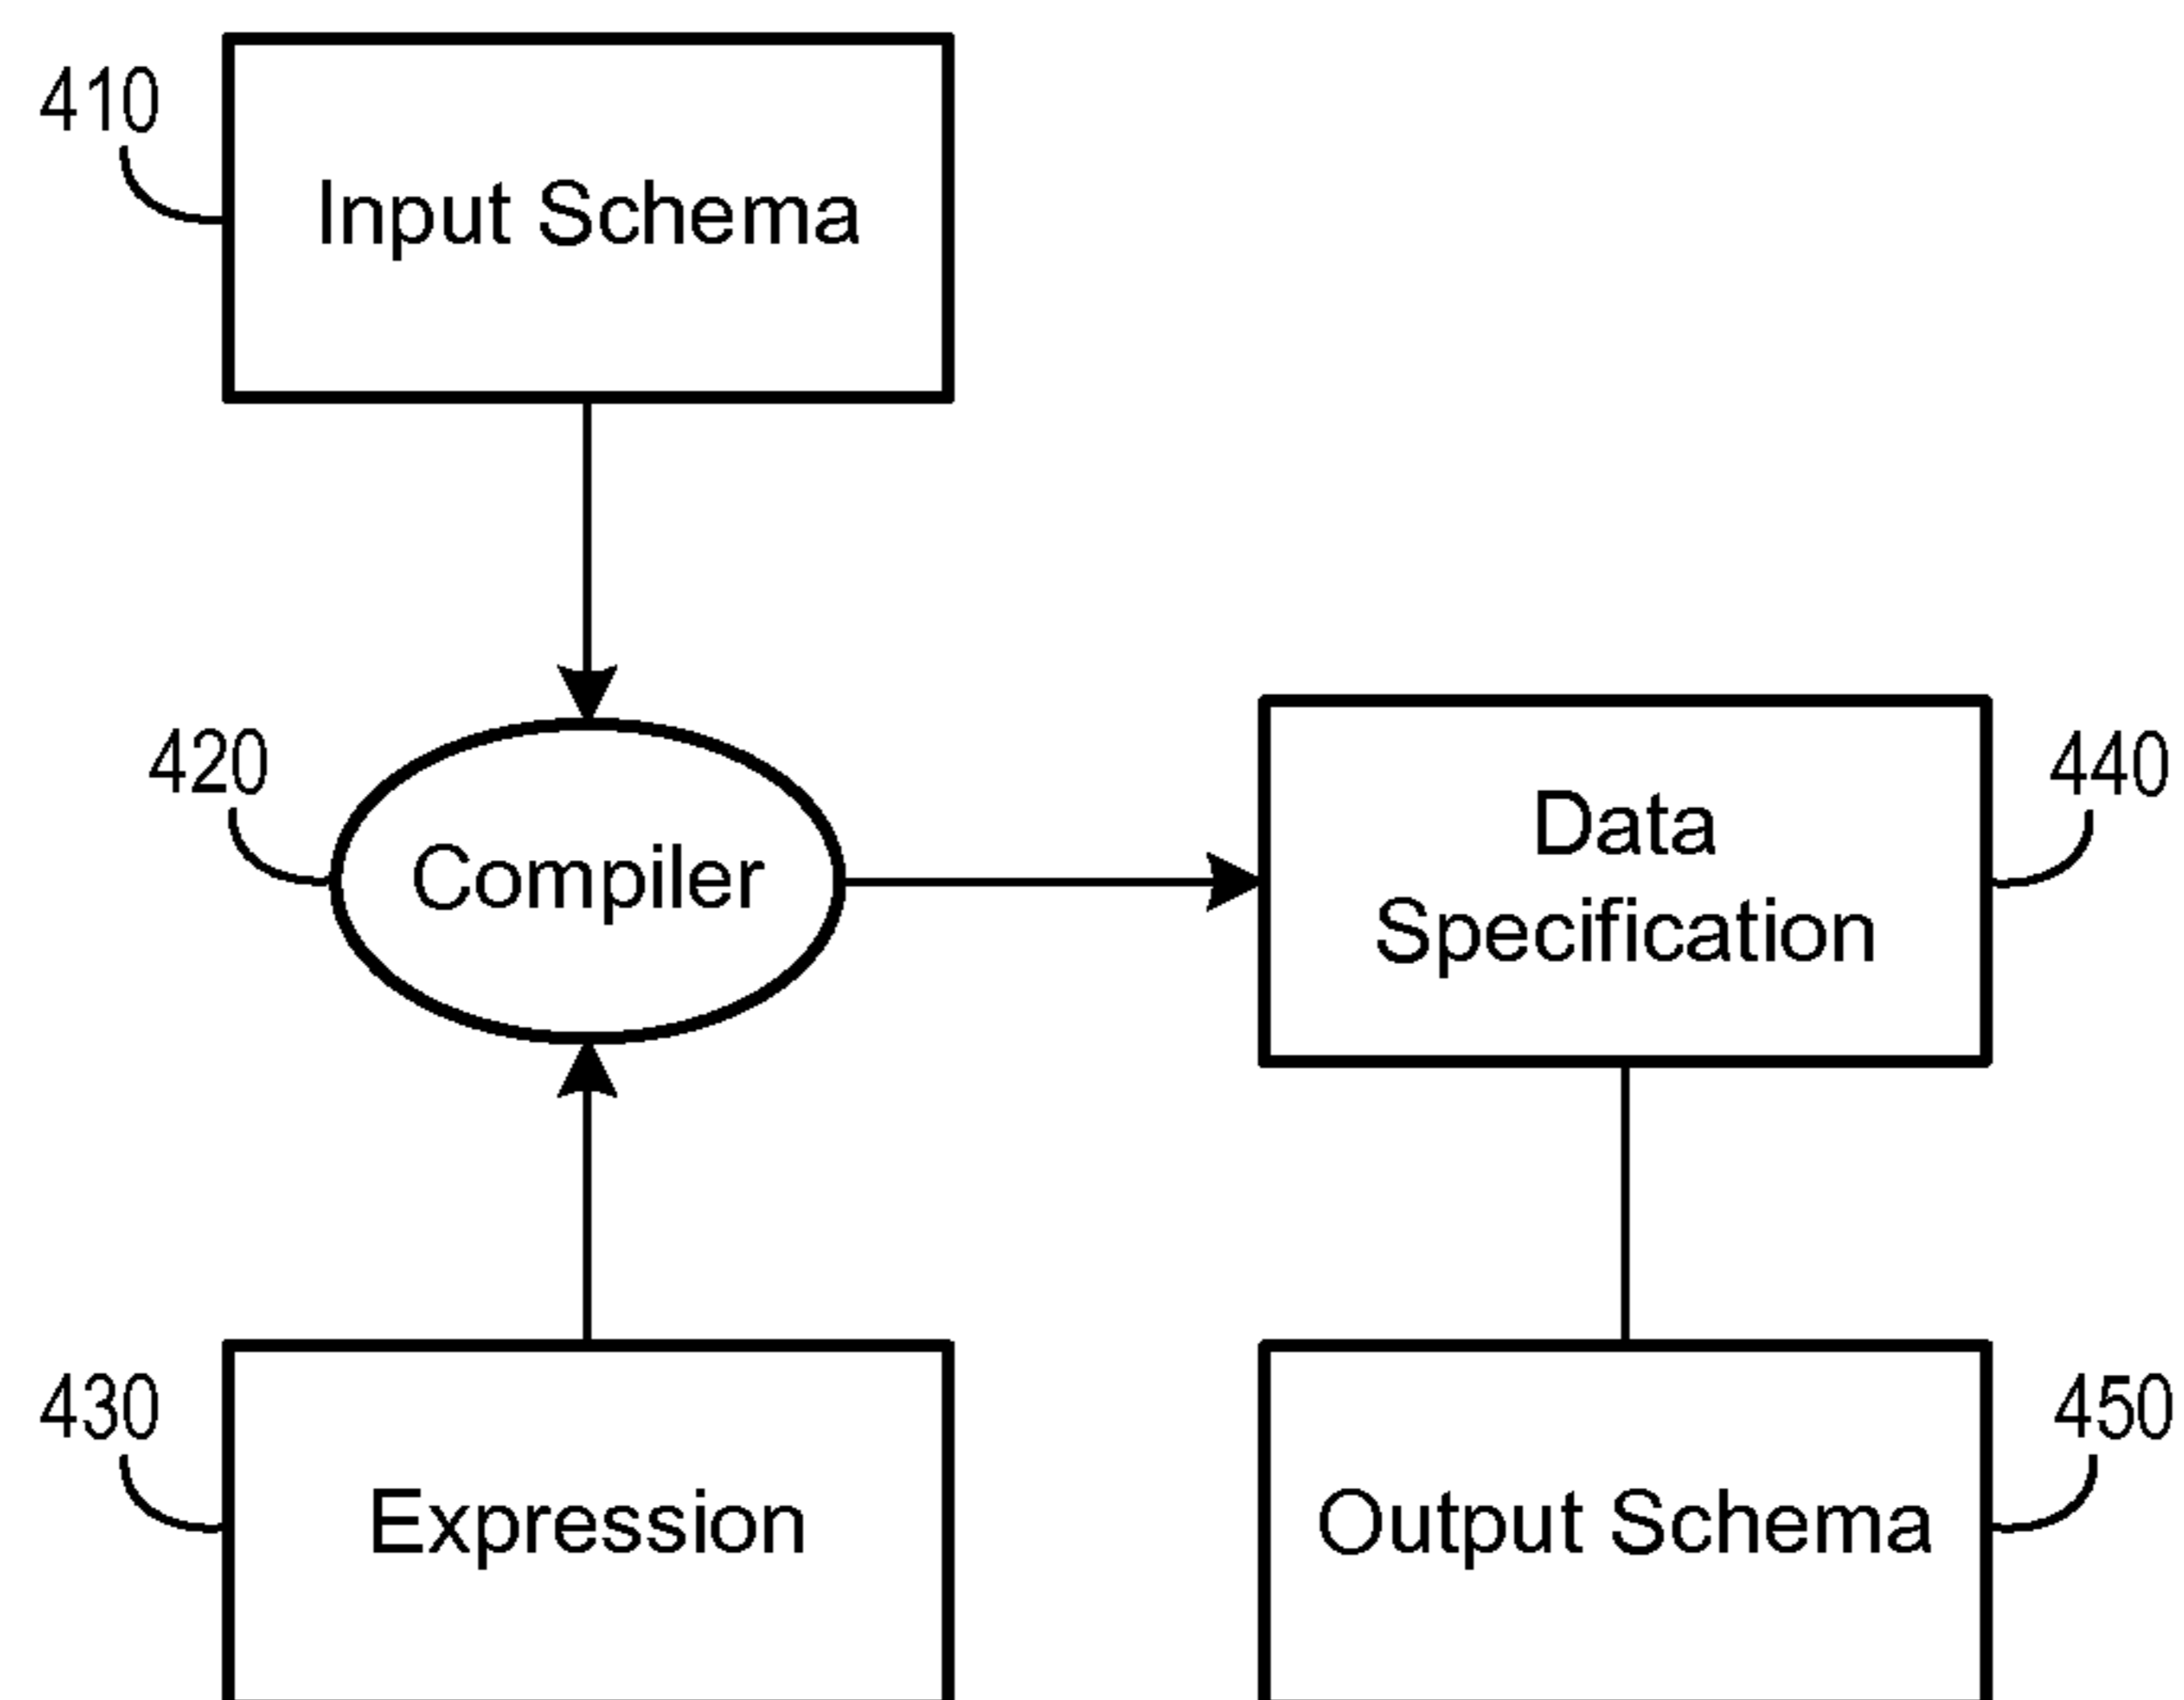 410
Input Schema
420
Compiler
Data
Specification
440
430
Expression
Output Schema
450